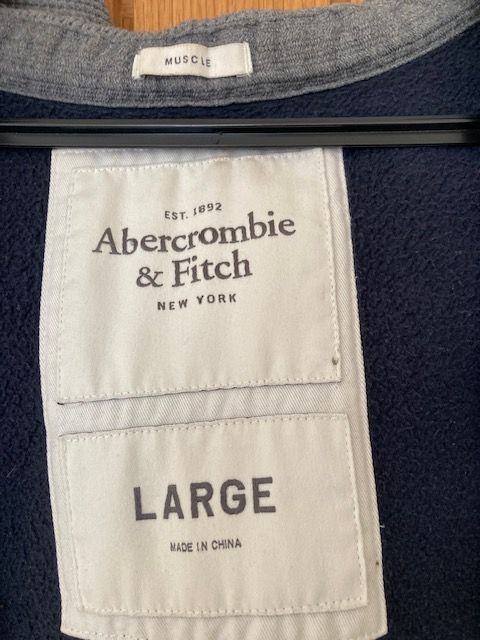 MUSCLE
EST. 1892
Abercrombie
& Fitch
NEW YORK
LARGE
MADE IN CHINA